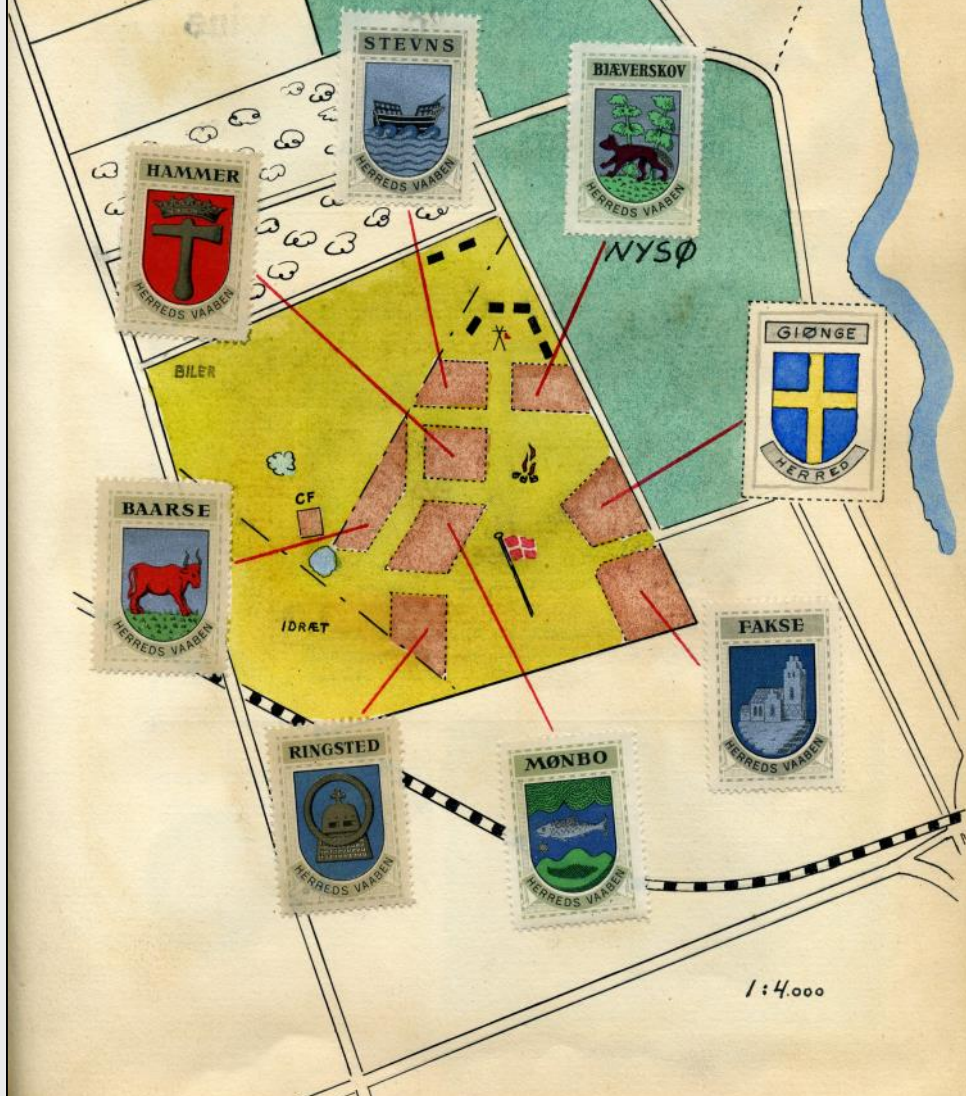 STEVNS
HERREDS VAABEN
BJÆVERSKOV
HERREDS VAABEN
HAMMER
HERREDS VAABEN
NYSØ
GIØNGE
HERRED
BILER
CF
BAARSE
HERREDS VAABEN
IDRÆT
FAKSE
HERREDS VAABEN
RINGSTED
HERREDS VAABEN
MØNBO
HERREDS VAABEN
1:4.000